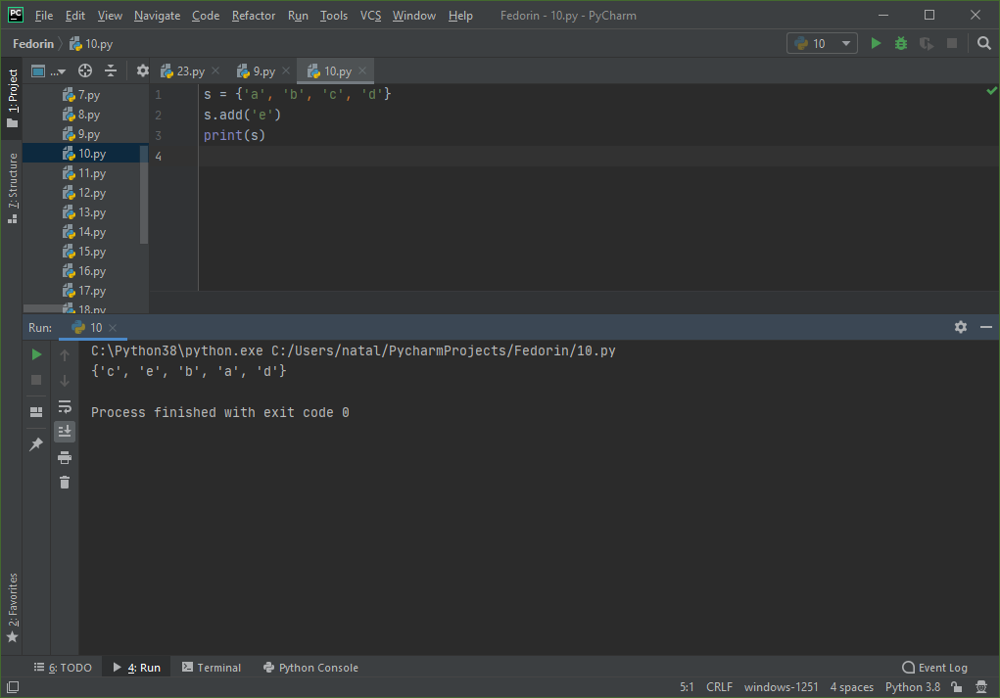 PC File Edit View Navigate Code Refactor Run Tools VCS Window Help Fedorin - 10.py - PyCharm
Fedorin 10.py 10
1: Project
7: Structure
2: Favorites
... 23.py 9.py 10.py
7.py
8.py
9.py
10.py
11.py
12.py
13.py
14.py
15.py
16.py
17.py
18.py
1 s = {'a', 'b', 'c', 'd'}
2 s.add('e')
3 print(s)
4
Run: 10
C:\Python38\python.exe C:/Users/natal/PycharmProjects/Fedorin/10.py
{'c', 'e', 'b', 'a', 'd'}
Process finished with exit code 0
6: TODO 4: Run Terminal Python Console Event Log
5:1 CRLF windows-1251 4 spaces Python 3.8